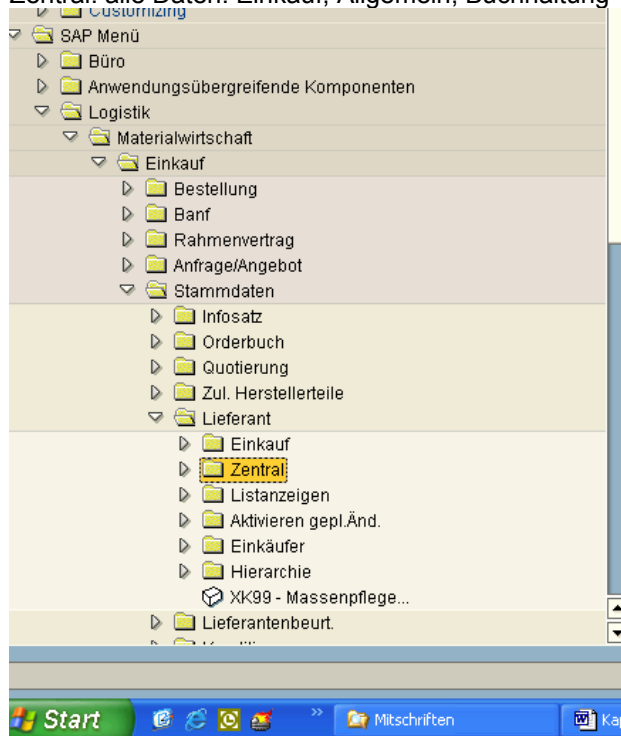 Zentral: alle Daten: Einkauf, Allgemein, Buchhaltung
Customizing
SAP Menü
Büro
Anwendungsübergreifende Komponenten
Logistik
Materialwirtschaft
Einkauf
Bestellung
Banf
Rahmenvertrag
Anfrage/Angebot
Stammdaten
Infosatz
Orderbuch
Quotierung
Zul. Herstellerteile
Lieferant
Einkauf
Zentral
Listanzeigen
Aktivieren gepl.Änd.
Einkäufer
Hierarchie
XK99 - Massenpflege...
Lieferantenbeurt.
Start » Mitschriften Kap